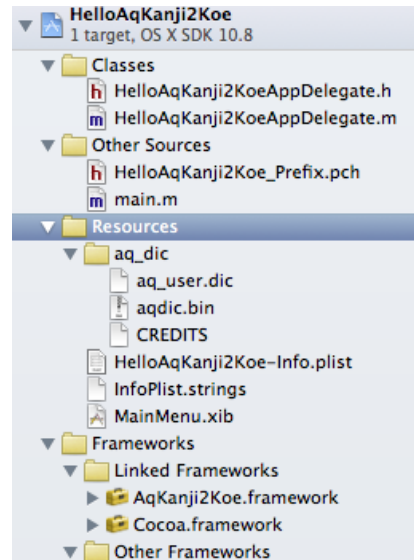 HelloAqKanji2Koe
1 target, OS X SDK 10.8
Classes
HelloAqKanji2KoeAppDelegate.h
HelloAqKanji2KoeAppDelegate.m
Other Sources
HelloAqKanji2Koe_Prefix.pch
main.m
Resources
aq_dic
aq_user.dic
aqdic.bin
CREDITS
HelloAqKanji2Koe-Info.plist
InfoPlist.strings
MainMenu.xib
Frameworks
Linked Frameworks
AqKanji2Koe.framework
Cocoa.framework
Other Frameworks